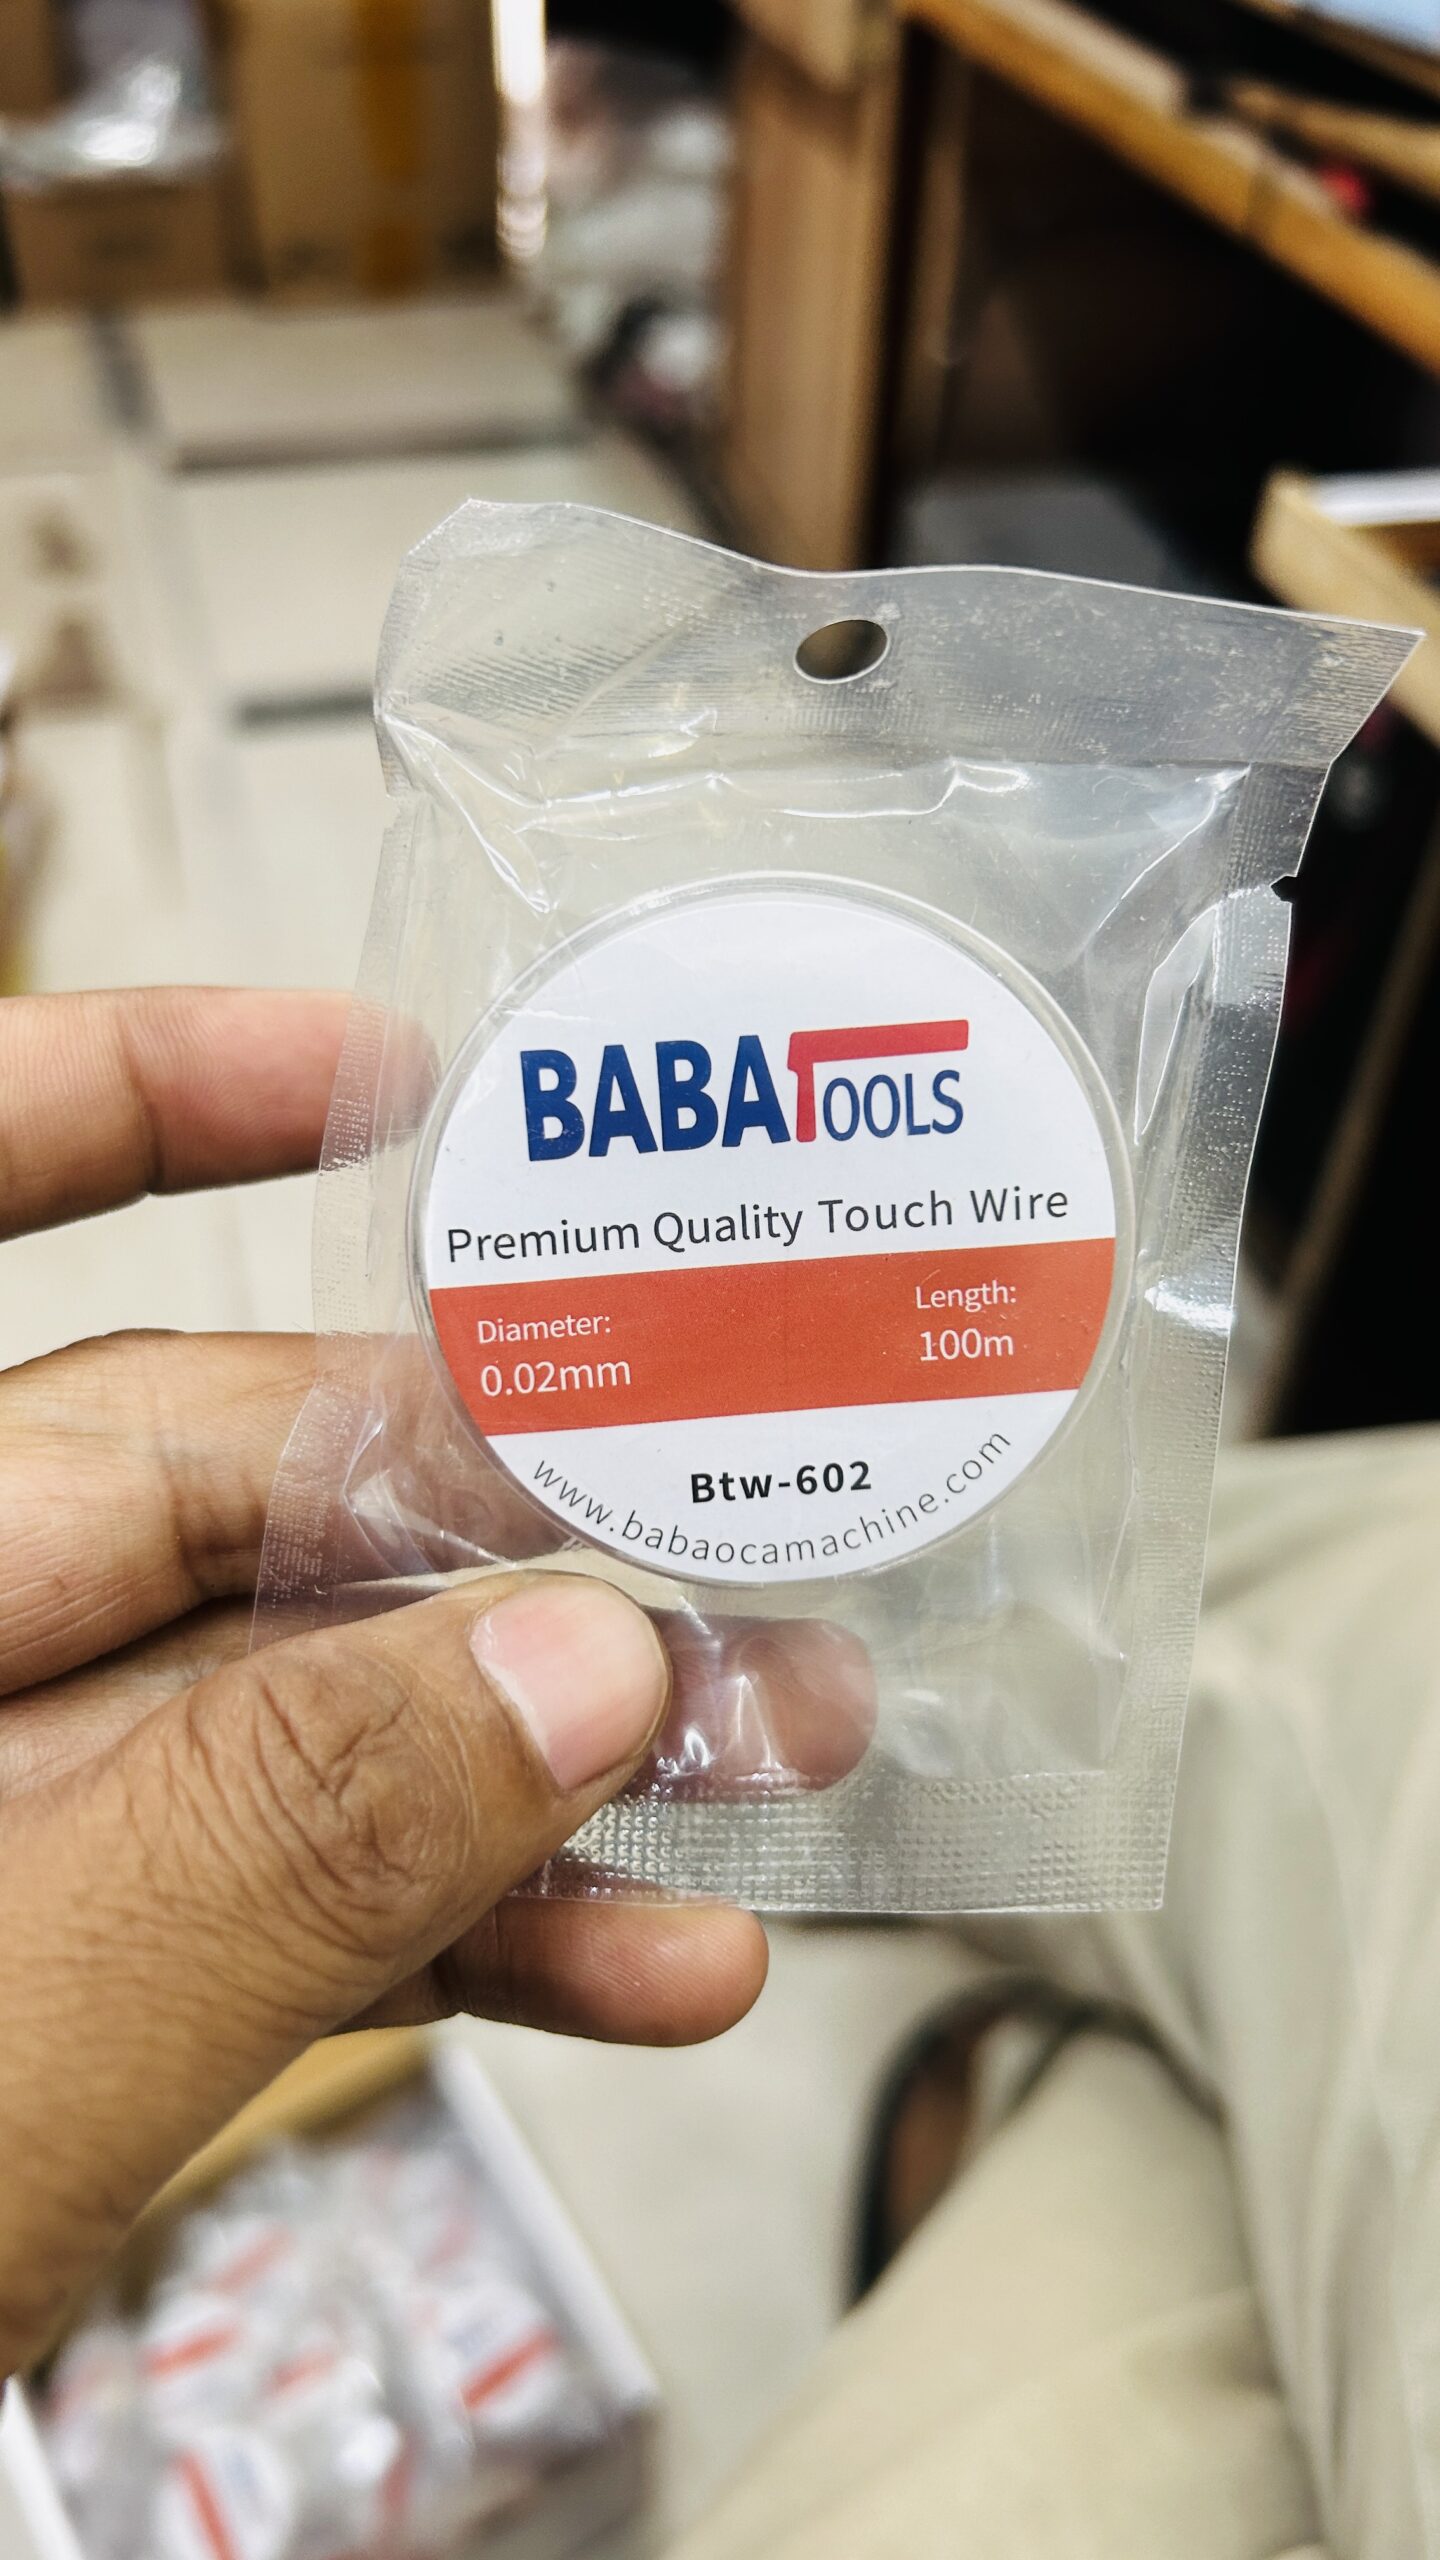 BABATOOLS
Premium Quality Touch Wire
Diameter:
0.02mm
Length:
100m
Btw-602
www.babaocamachine.com